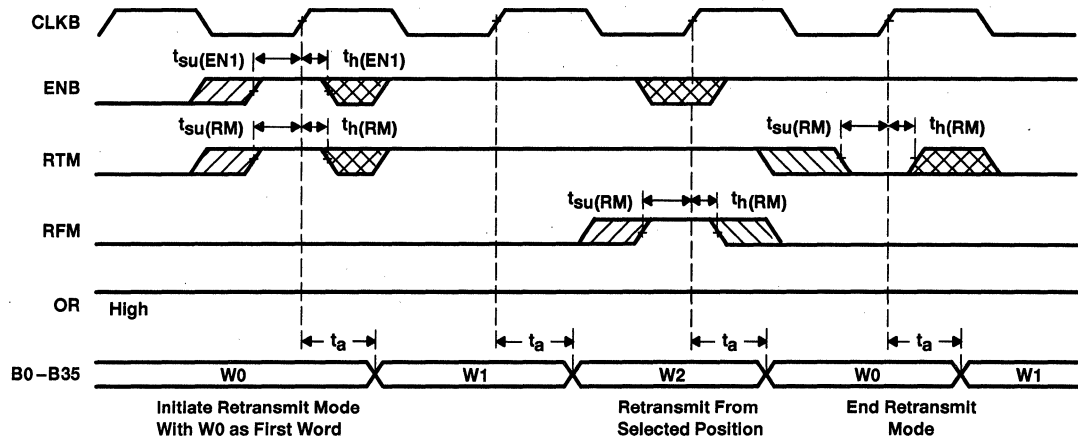 CLKB
tsu(EN1) th(EN1)
ENB
tsu(RM) th(RM) tsu(RM) th(RM)
RTM
tsu(RM) th(RM)
RFM
OR High
ta ta ta ta
B0–B35 W0 W1 W2 W0 W1
Initiate Retransmit Mode
With W0 as First Word
Retransmit From
Selected Position
End Retransmit
Mode